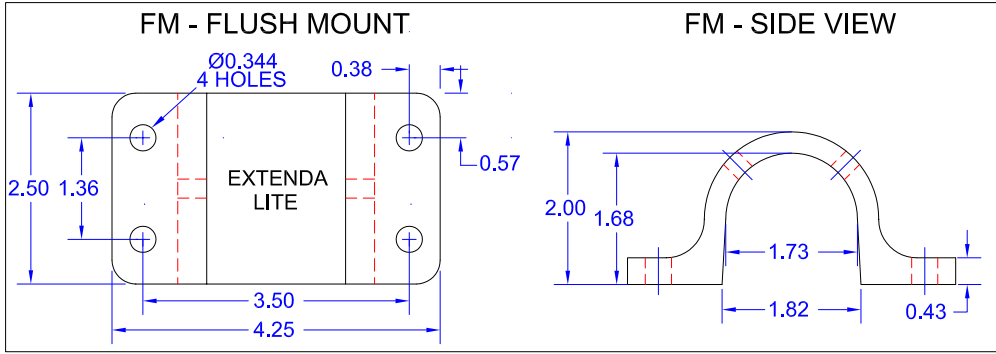 FM - FLUSH MOUNT
Ø0.344
4 HOLES
0.38
0.57
2.50
1.36
EXTENDA
LITE
3.50
4.25
FM - SIDE VIEW
2.00
1.68
1.73
1.82
0.43